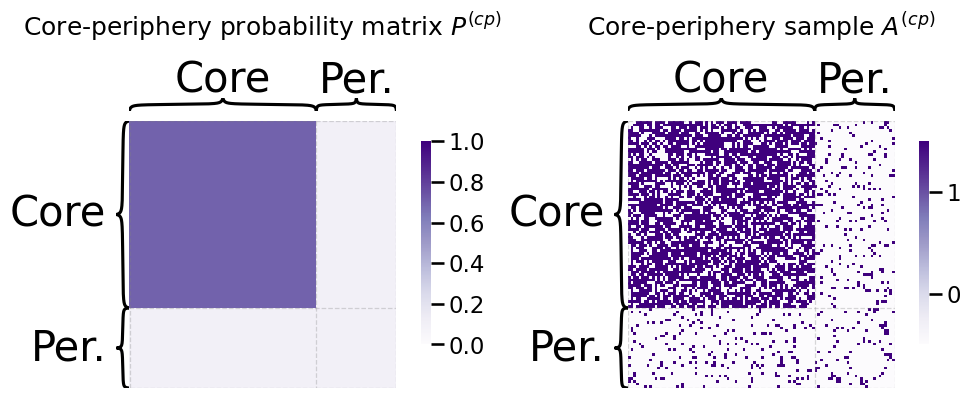 Core-periphery probability matrix P^(cp)
Core Per.
Core
Per.
1.0
0.8
0.6
0.4
0.2
0.0
Core-periphery sample A^(cp)
Core Per.
Core
Per.
1
0